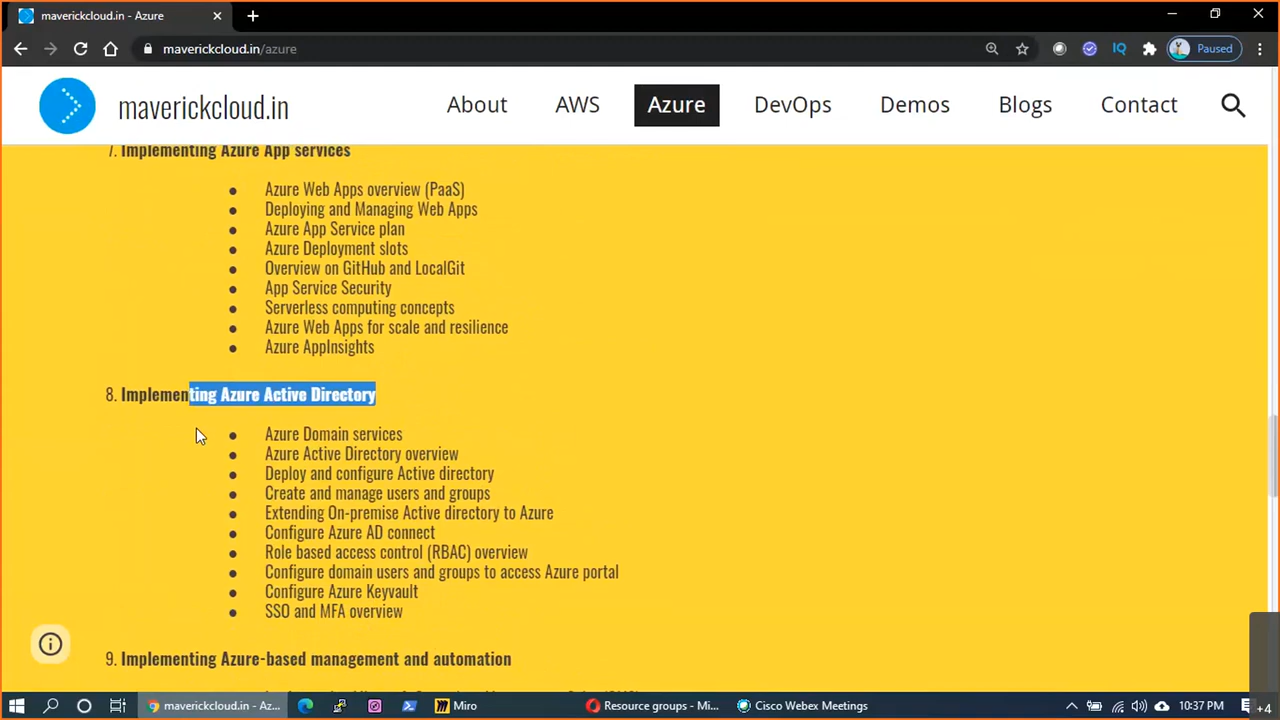 maverickcloud.in - Azure
maverickcloud.in/azure
IQ
Paused
maverickcloud.in
About
AWS
Azure
DevOps
Demos
Blogs
Contact
7. Implementing Azure App services
● Azure Web Apps overview (PaaS)
● Deploying and Managing Web Apps
● Azure App Service plan
● Azure Deployment slots
● Overview on GitHub and LocalGit
● App Service Security
● Serverless computing concepts
● Azure Web Apps for scale and resilience
● Azure AppInsights
8. Implementing Azure Active Directory
● Azure Domain services
● Azure Active Directory overview
● Deploy and configure Active directory
● Create and manage users and groups
● Extending On-premise Active directory to Azure
● Configure Azure AD connect
● Role based access control (RBAC) overview
● Configure domain users and groups to access Azure portal
● Configure Azure Keyvault
● SSO and MFA overview
9. Implementing Azure-based management and automation
maverickcloud.in - Az...
Miro
Resource groups - Mi...
Cisco Webex Meetings
10:37 PM
+4